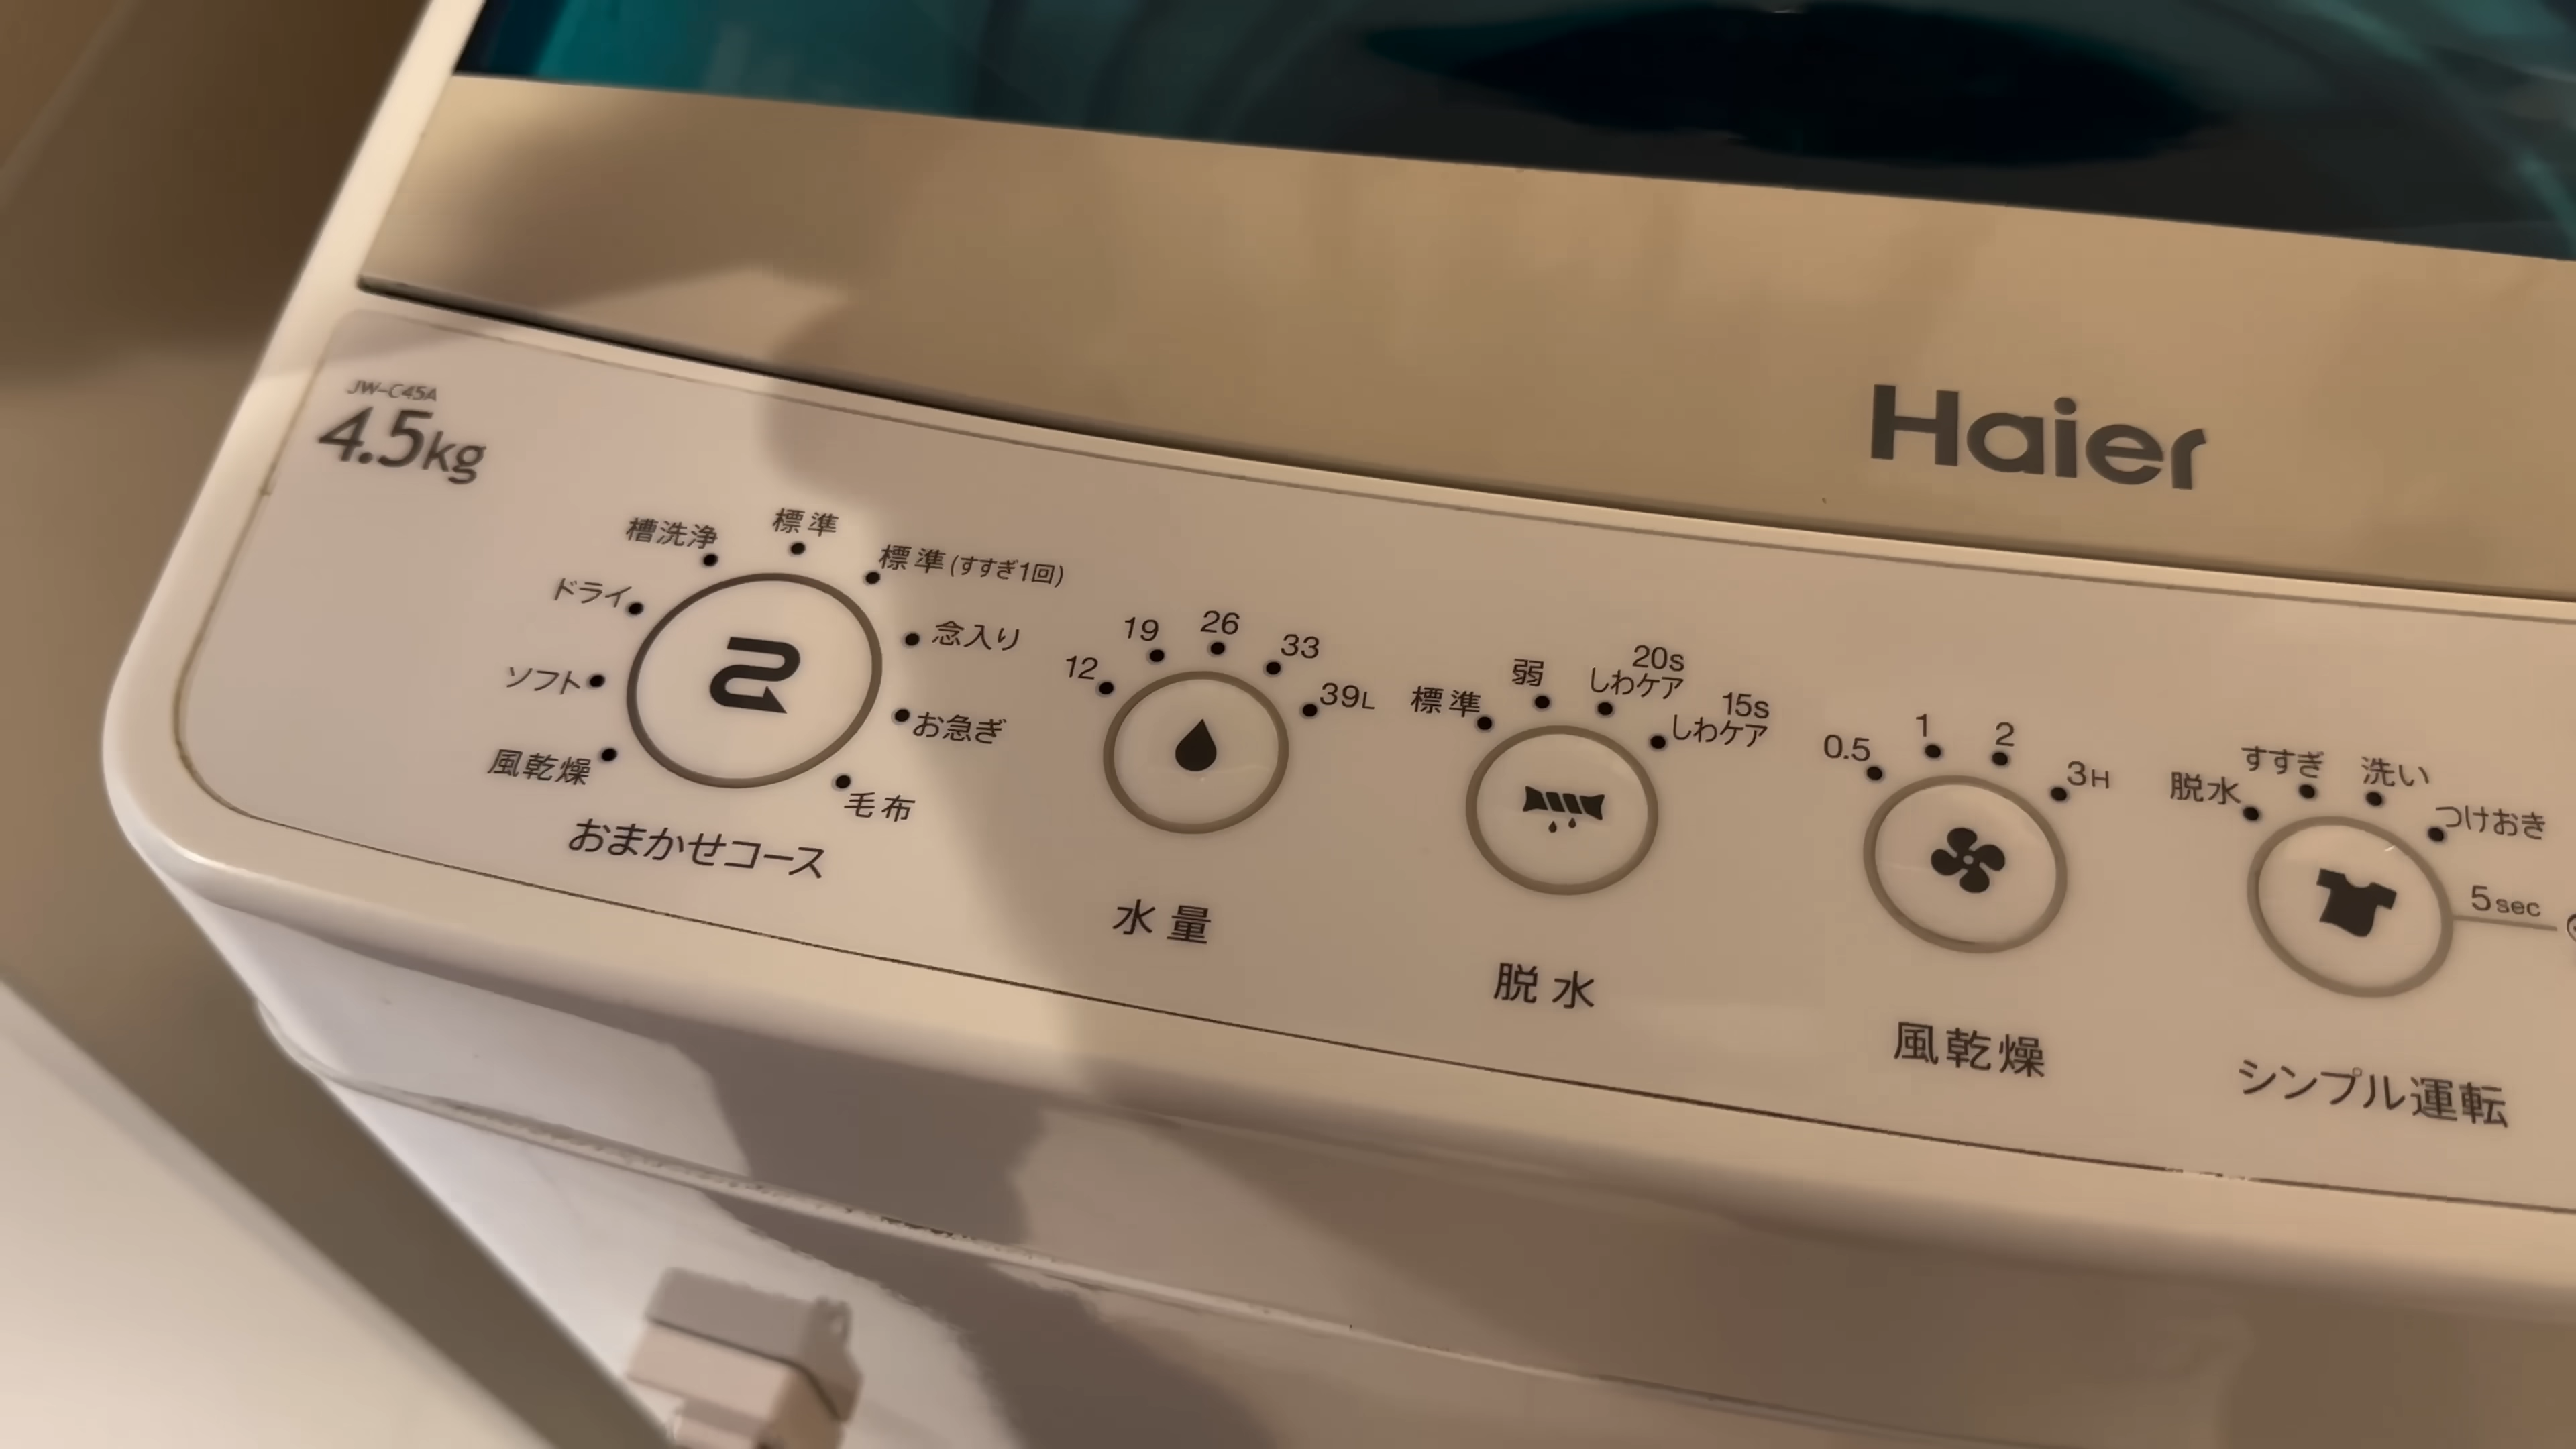 Haier
JW-C45A
4.5kg
槽洗浄
標準
標準(すすぎ1回)
ドライ
念入り
ソフト
お急ぎ
風乾燥
毛布
おまかせコース
12
19
26
33
39L
水量
標準
弱
20s
しわケア
15s
しわケア
脱水
0.5
1
2
3H
風乾燥
脱水
すすぎ
洗い
つけおき
5sec
シンプル運転